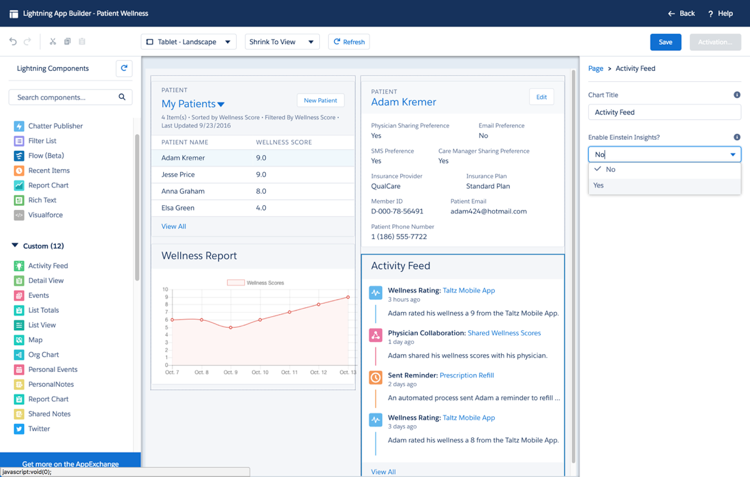 Lightning App Builder - Patient Wellness
Back
? Help
Tablet - Landscape
Shrink To View
Refresh
Save
Activation...
Lightning Components
Search components...
Chatter Publisher
Filter List
Flow (Beta)
Recent Items
Report Chart
Rich Text
Visualforce
Custom (12)
Activity Feed
Detail View
Events
List Totals
List View
Map
Org Chart
Personal Events
PersonalNotes
Report Chart
Shared Notes
Twitter
Get more on the AppExchange
javascript:void(0);
PATIENT
My Patients
New Patient
4 Item(s) • Sorted by Wellness Score • Filtered By Wellness Score •
Last Updated 9/23/2016
PATIENT NAME WELLNESS SCORE
Adam Kremer 9.0
Jesse Price 9.0
Anna Graham 8.0
Elsa Green 4.0
View All
Wellness Report
Wellness Scores
10
9
8
7
6
5
4
3
2
1
0
Oct. 7 Oct. 8 Oct. 9 Oct. 10 Oct. 11 Oct. 12 Oct. 13
PATIENT
Adam Kremer
Edit
Physician Sharing Preference Email Preference
Yes No
SMS Preference Care Manager Sharing Preference
Yes Yes
Insurance Provider Insurance Plan
QualCare Standard Plan
Member ID Patient Email
D-000-78-56491 adam424@hotmail.com
Patient Phone Number
1 (186) 555-7722
Activity Feed
Wellness Rating: Taltz Mobile App
3 hours ago
Adam rated his wellness a 9 from the Taltz Mobile App.
Physician Collaboration: Shared Wellness Scores
1 day ago
Adam shared his wellness scores with his physician.
Sent Reminder: Prescription Refill
2 days ago
An automated process sent Adam a reminder to refill ...
Wellness Rating: Taltz Mobile App
3 days ago
Adam rated his wellness a 8 from the Taltz Mobile App.
View All
Page > Activity Feed
Chart Title
Activity Feed
Enable Einstein Insights?
No
No
Yes